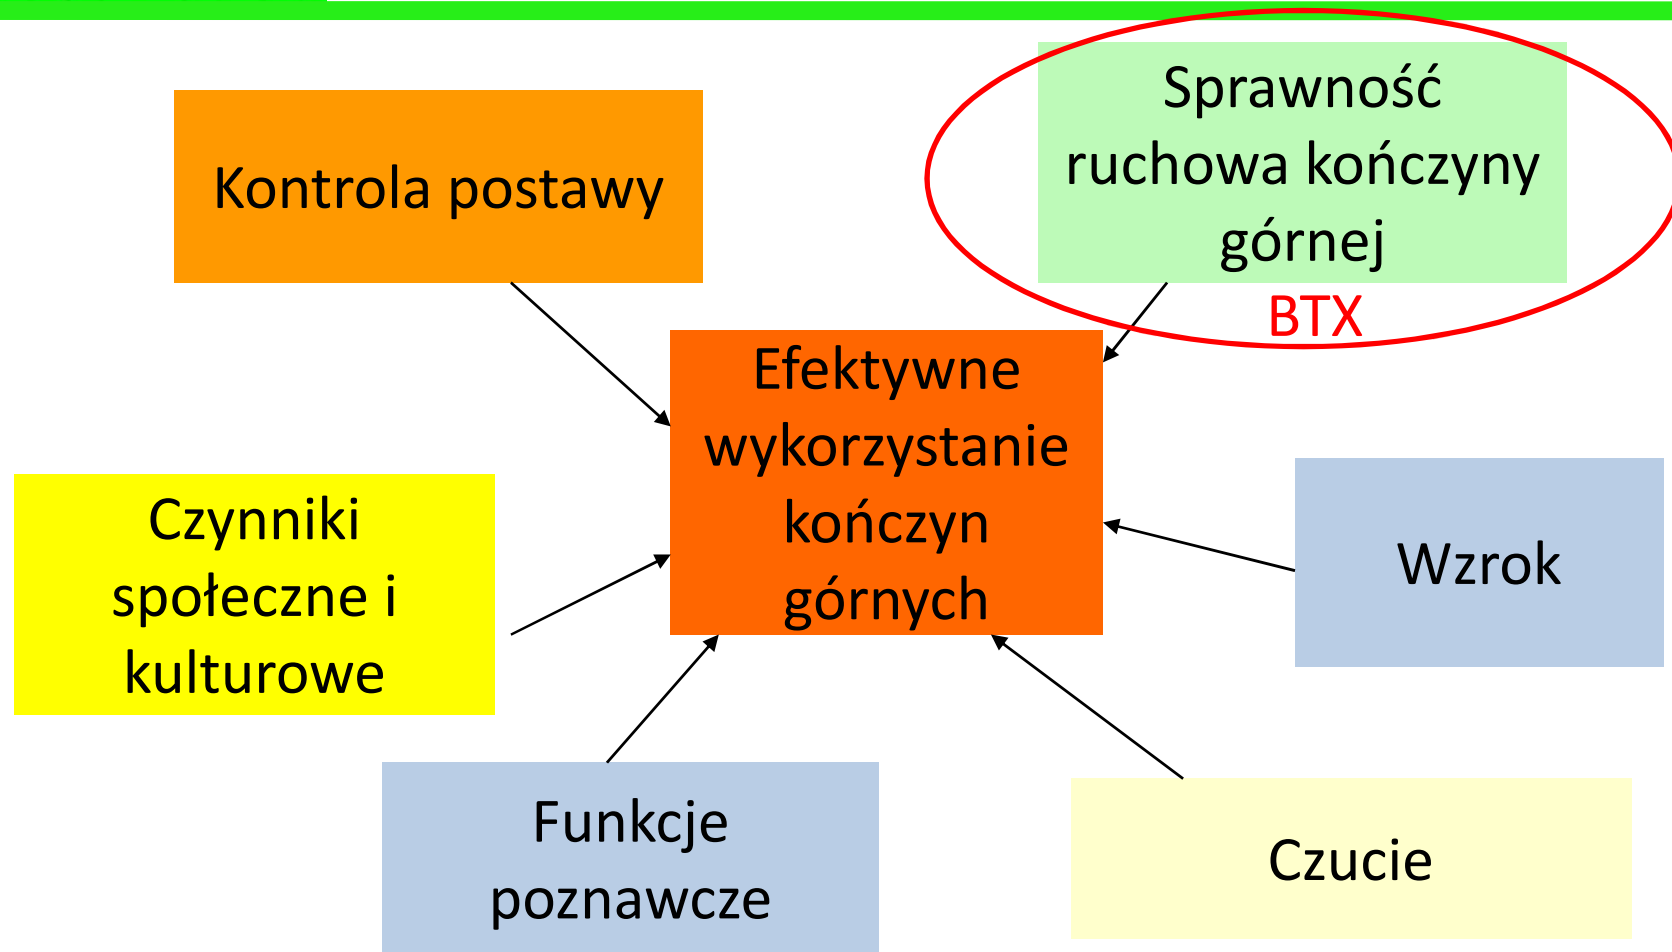 Kontrola postawy
Sprawność
ruchowa kończyny
górnej
BTX
Efektywne
wykorzystanie
kończyn
górnych
Czynniki
społeczne i
kulturowe
Wzrok
Funkcje
poznawcze
Czucie